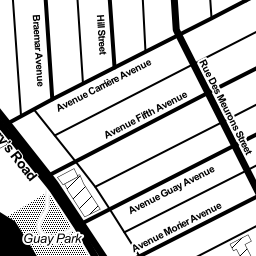 Braemar Avenue
Hill Street
Avenue Carrière Avenue
Avenue Fifth Avenue
Rue Des Meurons Street
y's Road
Avenue Guay Avenue
Avenue Morier Avenue
Guay Park